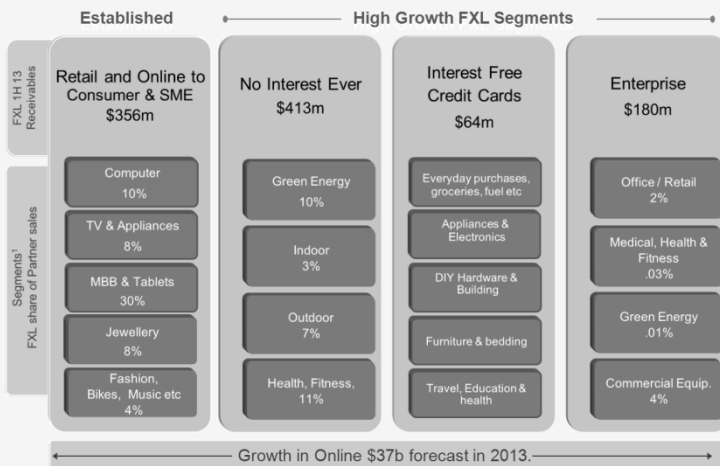 Established
High Growth FXL Segments
FXL 1H 13
Receivables
Retail and Online to
Consumer & SME
$356m
No Interest Ever
$413m
Interest Free
Credit Cards
$64m
Enterprise
$180m
Segments1
FXL share of Partner sales
Computer
10%
TV & Appliances
8%
MBB & Tablets
30%
Jewellery
8%
Fashion,
Bikes, Music etc
4%
Green Energy
10%
Indoor
3%
Outdoor
7%
Health, Fitness,
11%
Everyday purchases,
groceries, fuel etc
Appliances &
Electronics
DIY Hardware &
Building
Furniture & bedding
Travel, Education &
health
Office / Retail
2%
Medical, Health &
Fitness
.03%
Green Energy
.01%
Commercial Equip.
4%
Growth in Online $37b forecast in 2013.